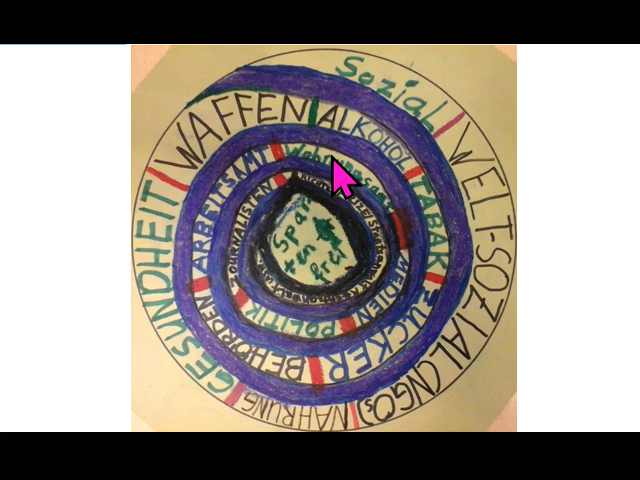 Sozial
WELT-SOZIAL (NGOs)
NAHRUNG
GESUNDHEIT
WAFFEN
ALKOHOL
TABAK
ZUCKER
BEHÖRDEN
ARBEITSAMT
MEDIEN
POLITIK
JOURNALISTEN
Spar
ten
frei